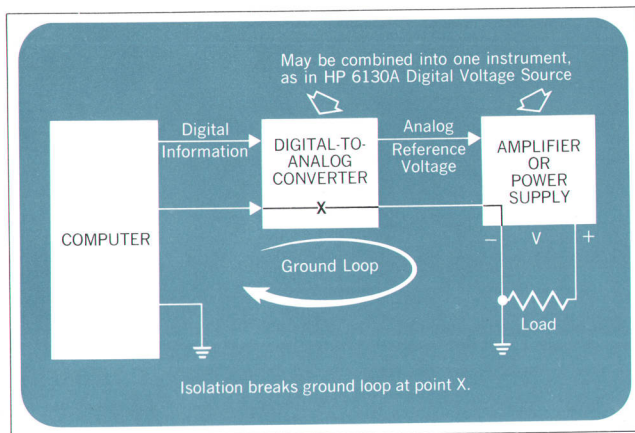 May be combined into one instrument,
as in HP 6130A Digital Voltage Source
Digital
Information
DIGITAL-TO-
ANALOG
CONVERTER
Analog
Reference
Voltage
AMPLIFIER
OR
POWER
SUPPLY
X
COMPUTER
– V +
Ground Loop
Load
Isolation breaks ground loop at point X.